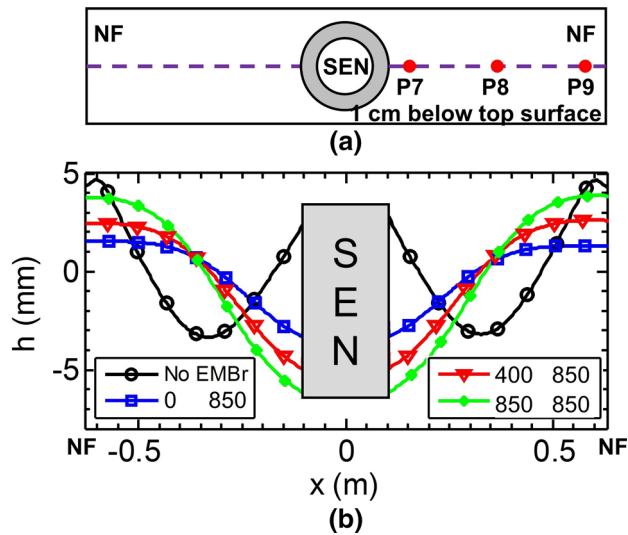 NF
NF
SEN
P7
P8
P9
1 cm below top surface
(a)
5
0
-5
h (mm)
S
E
N
No EMBr
0 850
400 850
850 850
NF
-0.5
0
0.5
NF
x (m)
(b)